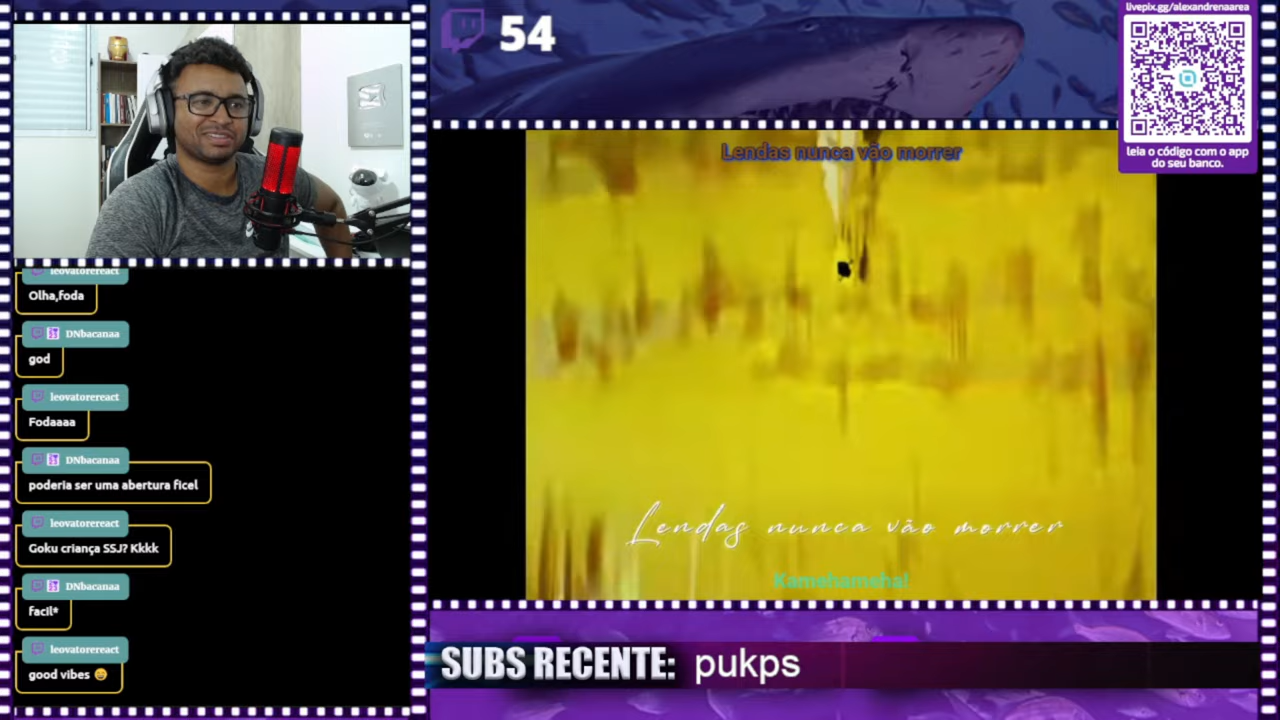 54
livepix.gg/alexandrenaarea
leia o código com o app
do seu banco.
Lendas nunca vão morrer
Lendas nunca vão morrer
Kamehameha!
leovatorereact
Olha,foda
DNbacanaa
god
leovatorereact
Fodaaaa
DNbacanaa
poderia ser uma abertura ficel
leovatorereact
Goku criança SSJ? Kkkk
DNbacanaa
facil*
leovatorereact
good vibes 😄
SUBS RECENTE: pukps